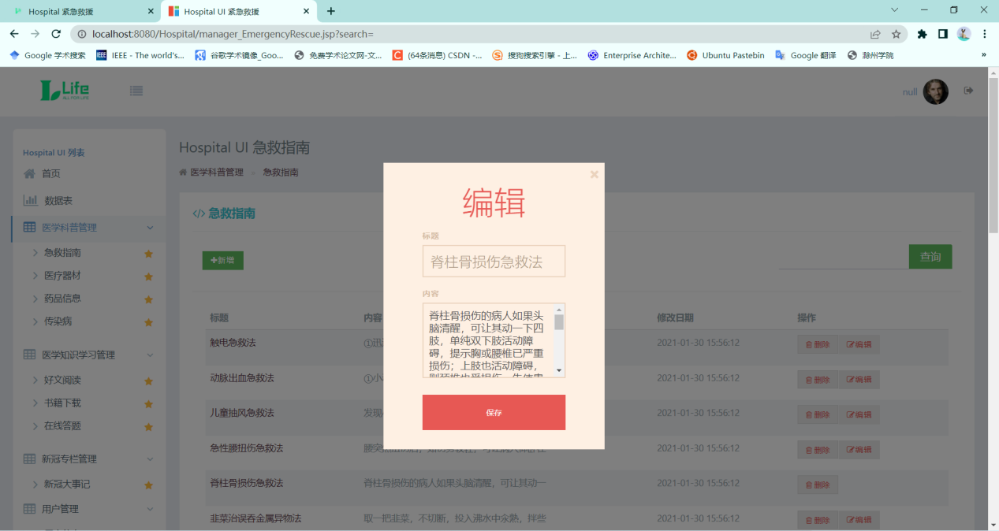 Hospital 紧急救援
Hospital UI 紧急救援
localhost:8080/Hospital/manager_EmergencyRescue.jsp?search=
Google 学术搜索
IEEE - The world's...
谷歌学术镜像_Goo...
免费学术论文网-文...
(64条消息) CSDN -...
搜狗搜索引擎 - 上...
Enterprise Archite...
Ubuntu Pastebin
Google 翻译
滁州学院
»
Life
ALL FOR LIFE
null
Hospital UI 列表
首页
数据表
医学科普管理
急救指南
医疗器材
药品信息
传染病
医学知识学习管理
好文阅读
书籍下载
在线答题
新冠专栏管理
新冠大事记
用户管理
Hospital UI 急救指南
医学科普管理 » 急救指南
</> 急救指南
新增
查询
标题 内容 修改日期 操作
触电急救法 ①迅 2021-01-30 15:56:12 删除 编辑
动脉出血急救法 ①小 2021-01-30 15:56:12 删除 编辑
儿童抽风急救法 发现 2021-01-30 15:56:12 删除 编辑
急性腰扭伤急救法 2021-01-30 15:56:12 删除 编辑
脊柱骨损伤急救法 脊柱骨损伤的病人如果头脑清醒，可让其动一 2021-01-30 15:56:12 删除
韭菜治误吞金属异物法 取一把韭菜，不切断，投入沸水中汆熟，拌些 2021-01-30 15:56:12 删除 编辑
×
编辑
标题
脊柱骨损伤急救法
内容
脊柱骨损伤的病人如果头
脑清醒，可让其动一下四
肢，单纯双下肢活动障
碍，提示胸或腰椎已严重
损伤；上肢也活动障碍，
保存